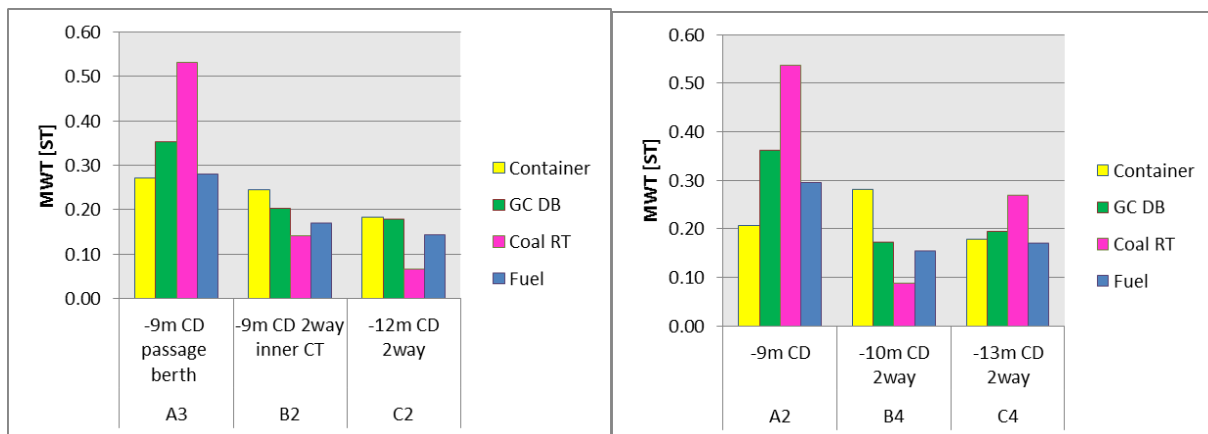 0.60
0.50
0.40
0.30
0.20
0.10
0.00
MWT [ST]
-9m CD
passage
berth
-9m CD 2way
inner CT
-12m CD
2way
A3
B2
C2
Container
GC DB
Coal RT
Fuel
0.60
0.50
0.40
0.30
0.20
0.10
0.00
MWT [ST]
-9m CD
-10m CD
2way
-13m CD
2way
A2
B4
C4
Container
GC DB
Coal RT
Fuel